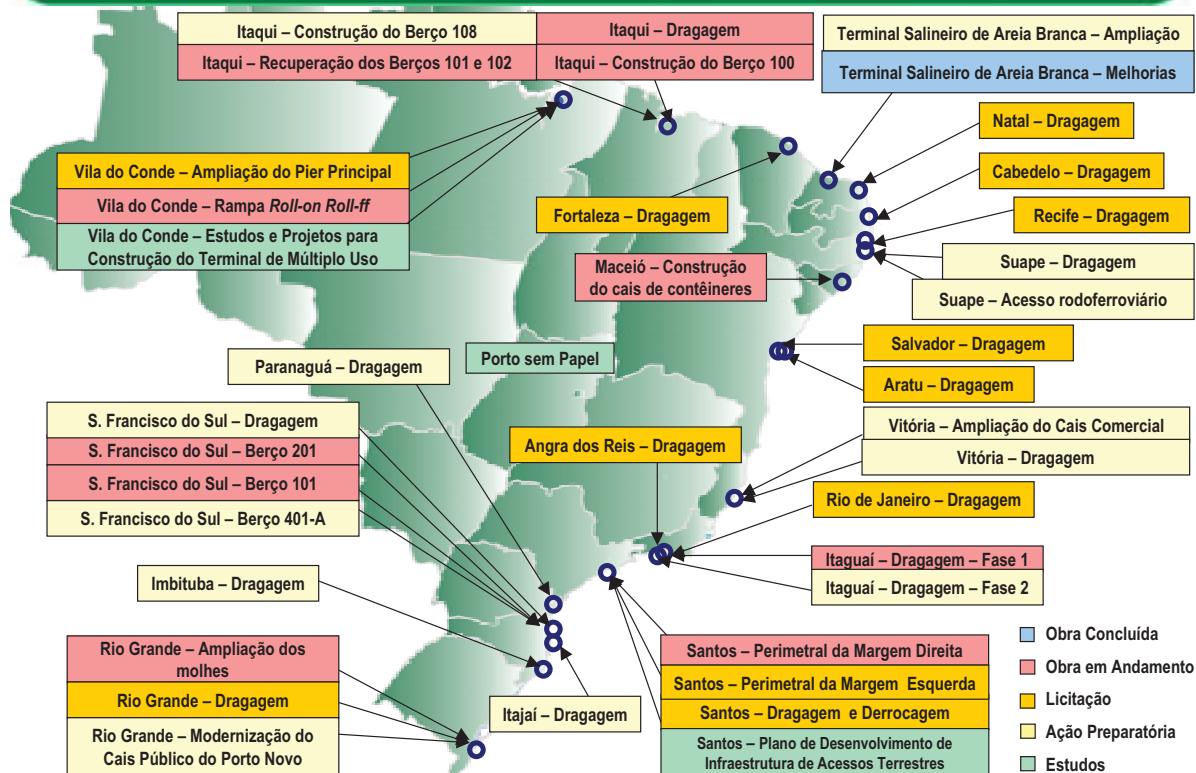 Itaqui – Construção do Berço 108
Itaqui – Recuperação dos Berços 101 e 102
Itaqui – Dragagem
Itaqui – Construção do Berço 100
Terminal Salineiro de Areia Branca – Ampliação
Terminal Salineiro de Areia Branca – Melhorias
Natal – Dragagem
Cabedelo – Dragagem
Recife – Dragagem
Suape – Dragagem
Suape – Acesso rodoferroviário
Vila do Conde – Ampliação do Pier Principal
Vila do Conde – Rampa Roll-on Roll-ff
Vila do Conde – Estudos e Projetos para
Construção do Terminal de Múltiplo Uso
Fortaleza – Dragagem
Maceió – Construção
do cais de contêineres
Salvador – Dragagem
Aratu – Dragagem
Porto sem Papel
Paranaguá – Dragagem
S. Francisco do Sul – Dragagem
S. Francisco do Sul – Berço 201
S. Francisco do Sul – Berço 101
S. Francisco do Sul – Berço 401-A
Angra dos Reis – Dragagem
Vitória – Ampliação do Cais Comercial
Vitória – Dragagem
Rio de Janeiro – Dragagem
Itaguaí – Dragagem – Fase 1
Itaguaí – Dragagem – Fase 2
Imbituba – Dragagem
Rio Grande – Ampliação dos
molhes
Rio Grande – Dragagem
Rio Grande – Modernização do
Cais Público do Porto Novo
Itajaí – Dragagem
Santos – Perimetral da Margem Direita
Santos – Perimetral da Margem Esquerda
Santos – Dragagem e Derrocagem
Santos – Plano de Desenvolvimento de
Infraestrutura de Acessos Terrestres
Obra Concluída
Obra em Andamento
Licitação
Ação Preparatória
Estudos